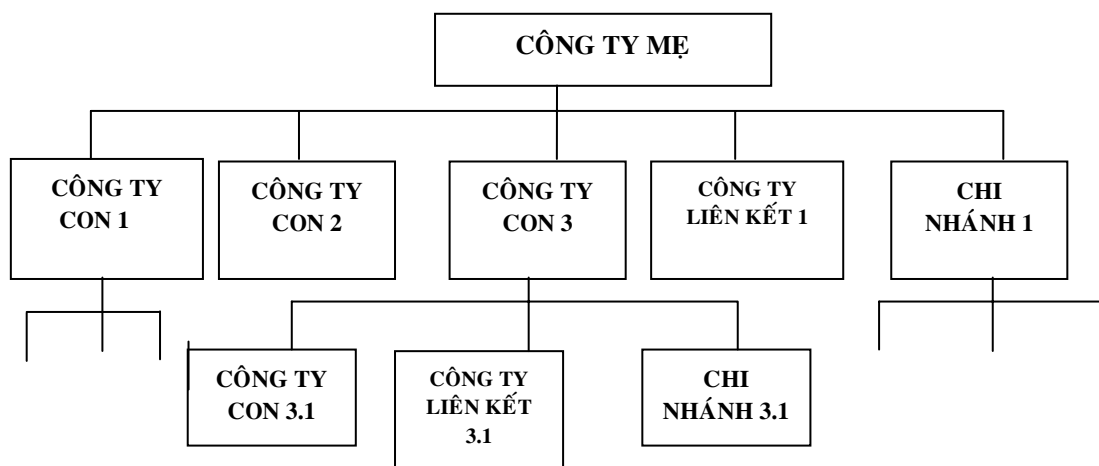 CÔNG TY MẸ
CÔNG TY
CON 1
CÔNG TY
CON 2
CÔNG TY
CON 3
CÔNG TY
LIÊN KẾT 1
CHI
NHÁNH 1
CÔNG TY
CON 3.1
CÔNG TY
LIÊN KẾT
3.1
CHI
NHÁNH 3.1